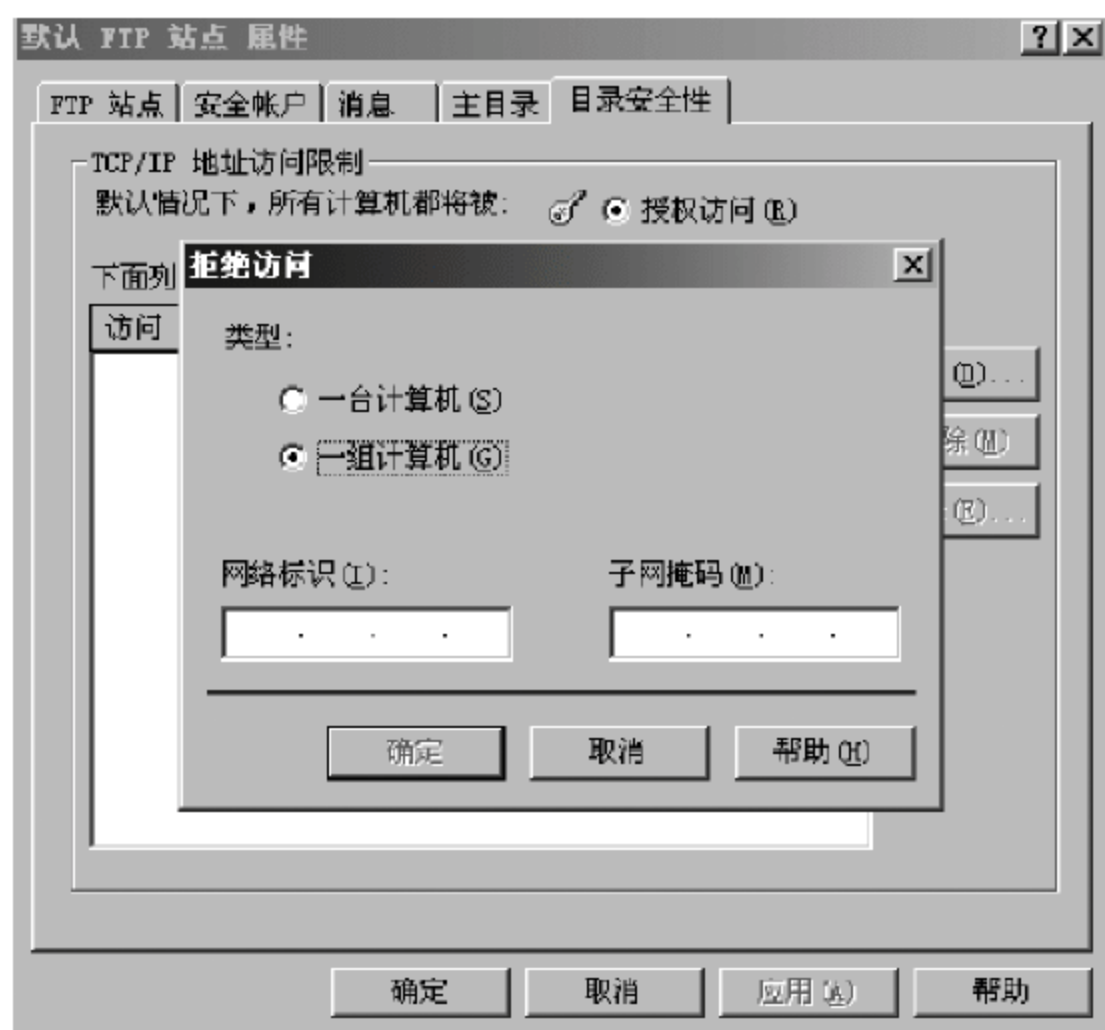 默认 FTP 站点 属性
FTP 站点 安全帐户 消息 主目录 目录安全性
TCP/IP 地址访问限制
默认情况下，所有计算机都将被: 授权访问(R)
下面列
访问
拒绝访问
类型:
一台计算机(S)
一组计算机(G)
网络标识(I): 子网掩码(M):
确定 取消 帮助(H)
(D)...
除(M)
(E)...
确定 取消 应用(A) 帮助